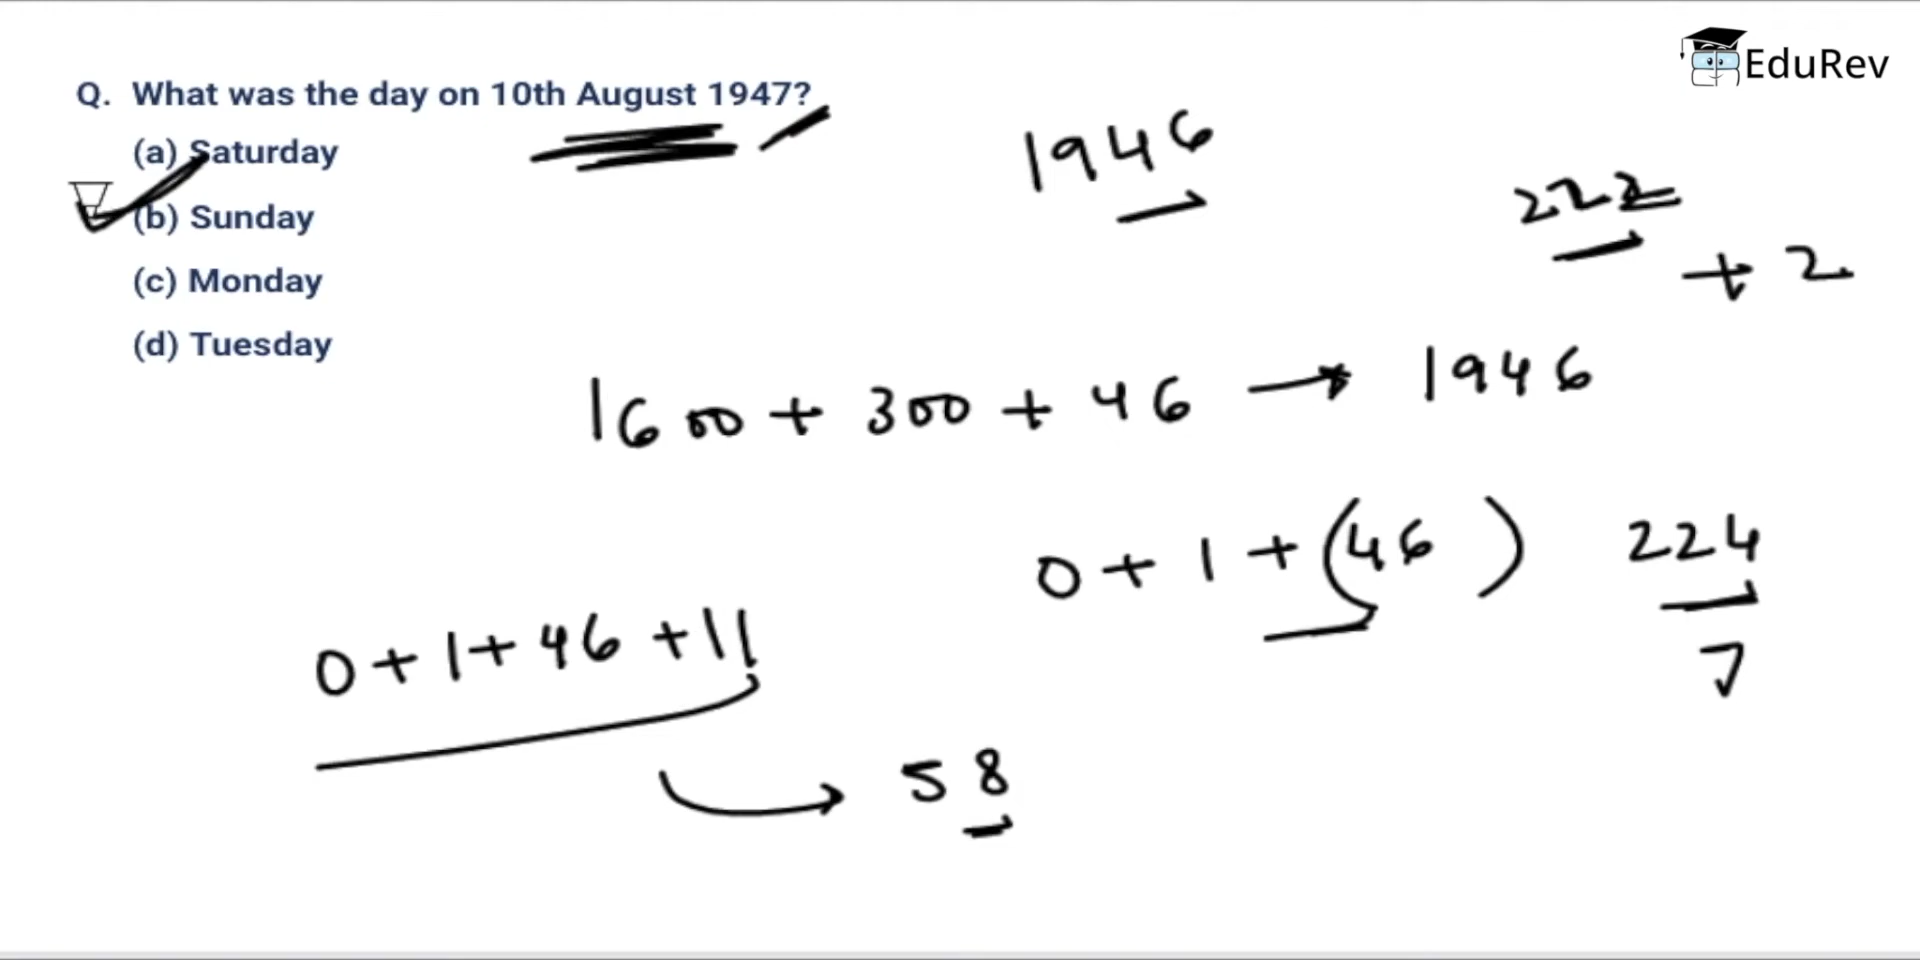 EduRev
Q. What was the day on 10th August 1947?
(a) Saturday
(b) Sunday
(c) Monday
(d) Tuesday
1946
222
+ 2
1600 + 300 + 46 → 1946
0 + 1 + (46)
224
7
0 + 1 + 46 + 11
58